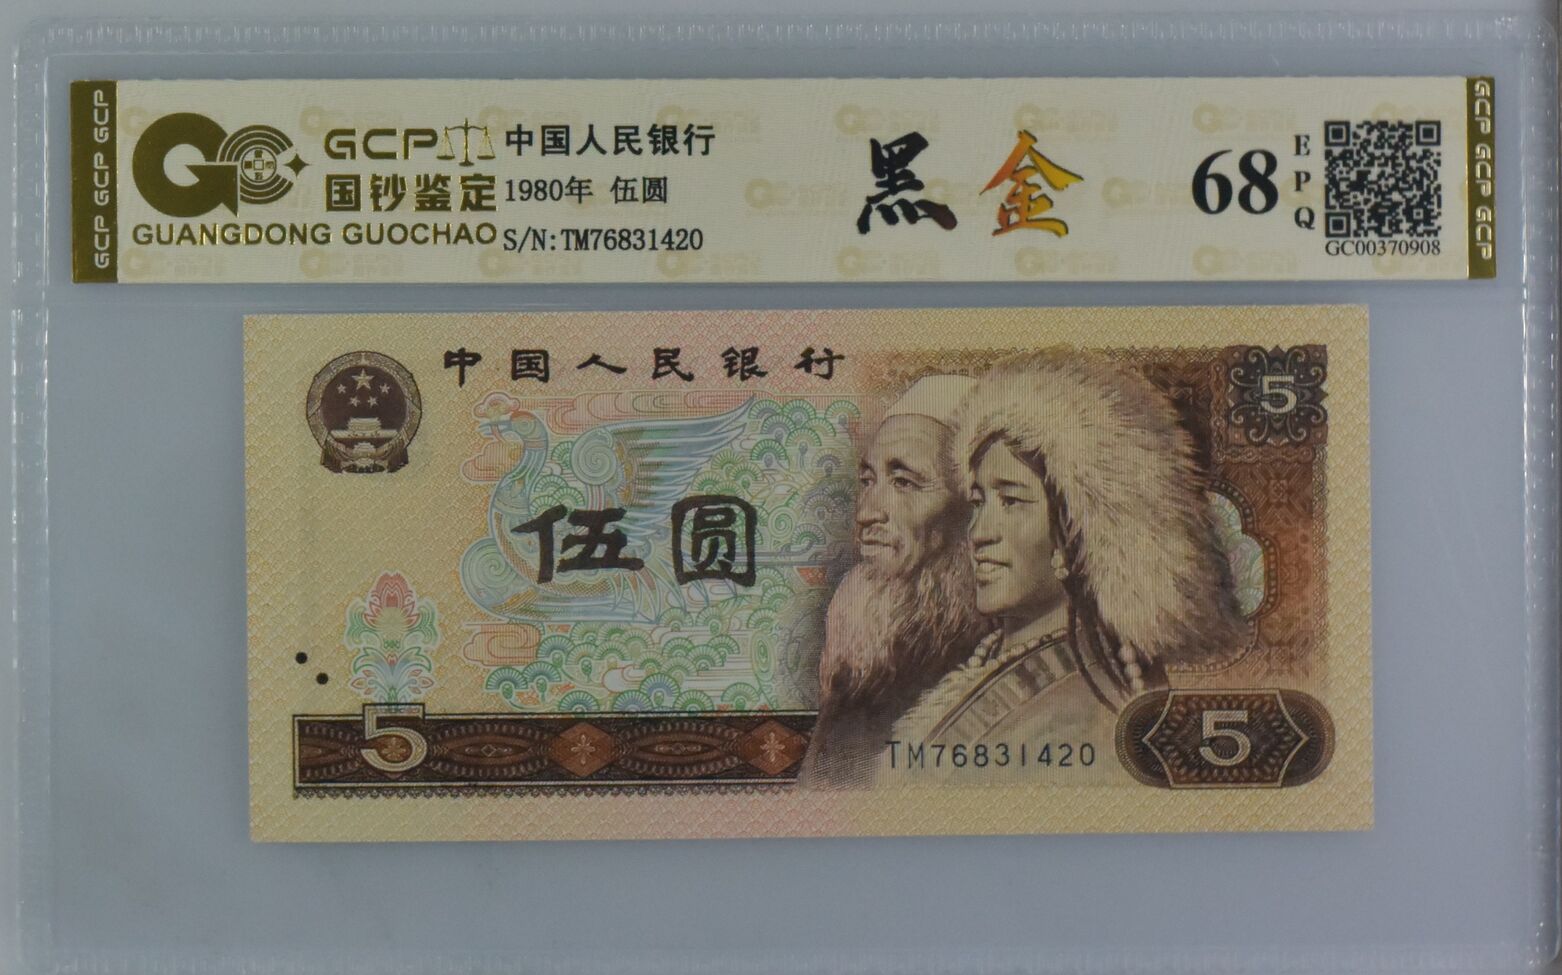 GCP GCP GCP
GCP
国钞鉴定
GUANGDONG GUOCHAO
中国人民银行
1980年 伍圆
S/N:TM76831420
黑金
68
EPQ
GC00370908
GCP GCP GCP
中国人民银行
5
伍圆
5
TM76831420
5